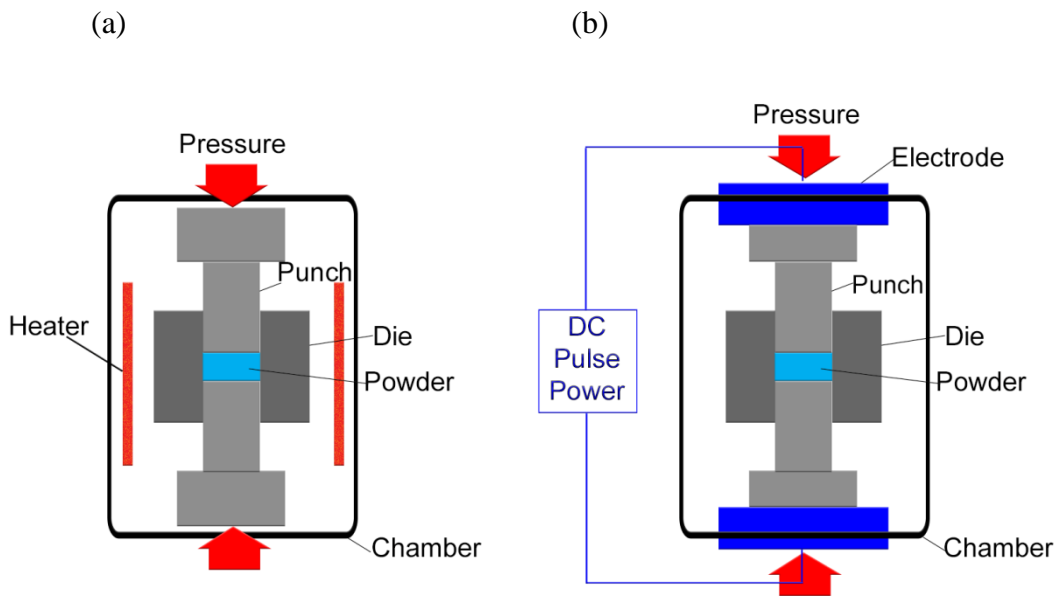 (a)
Pressure
Punch
Heater
Die
Powder
Chamber
(b)
Pressure
Electrode
Punch
DC
Pulse
Power
Die
Powder
Chamber